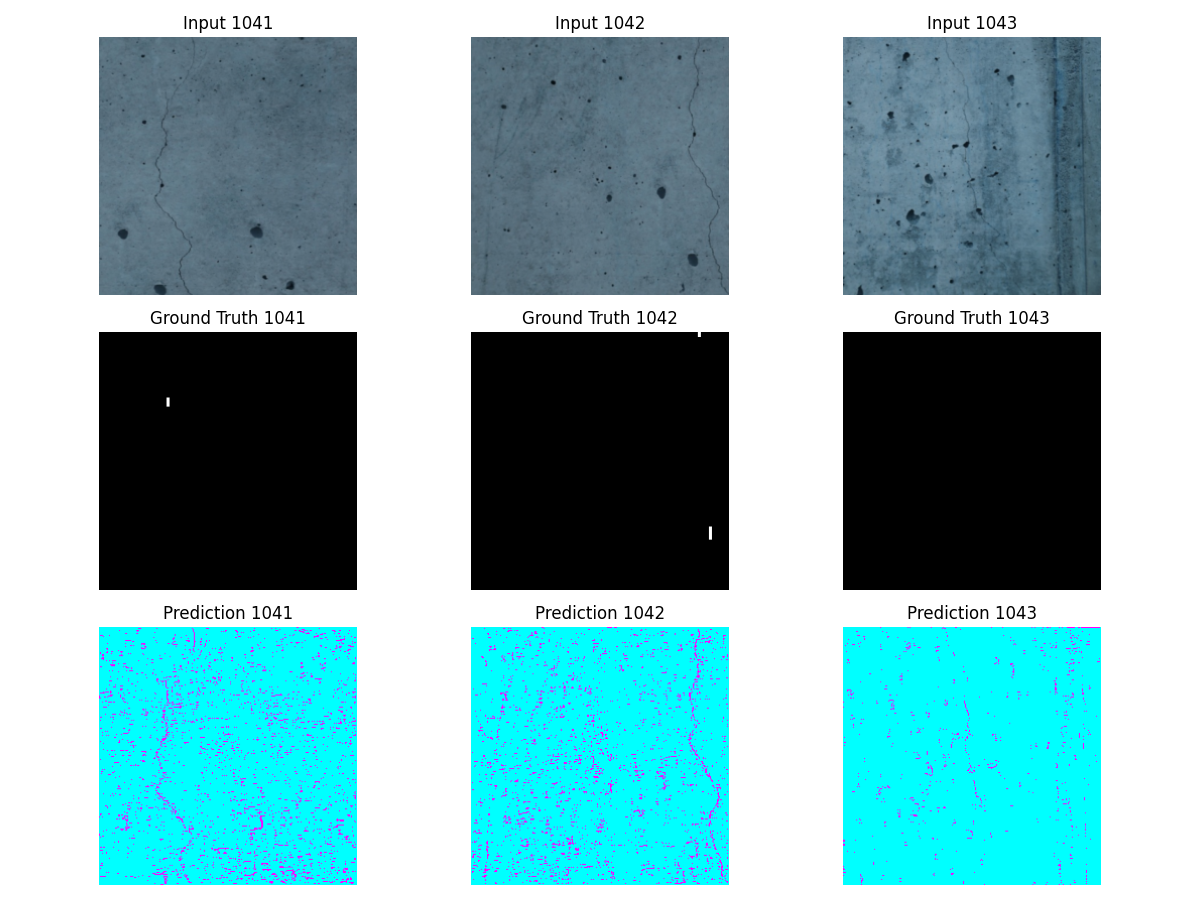 Input 1041
Input 1042
Input 1043
Ground Truth 1041
Ground Truth 1042
Ground Truth 1043
Prediction 1041
Prediction 1042
Prediction 1043